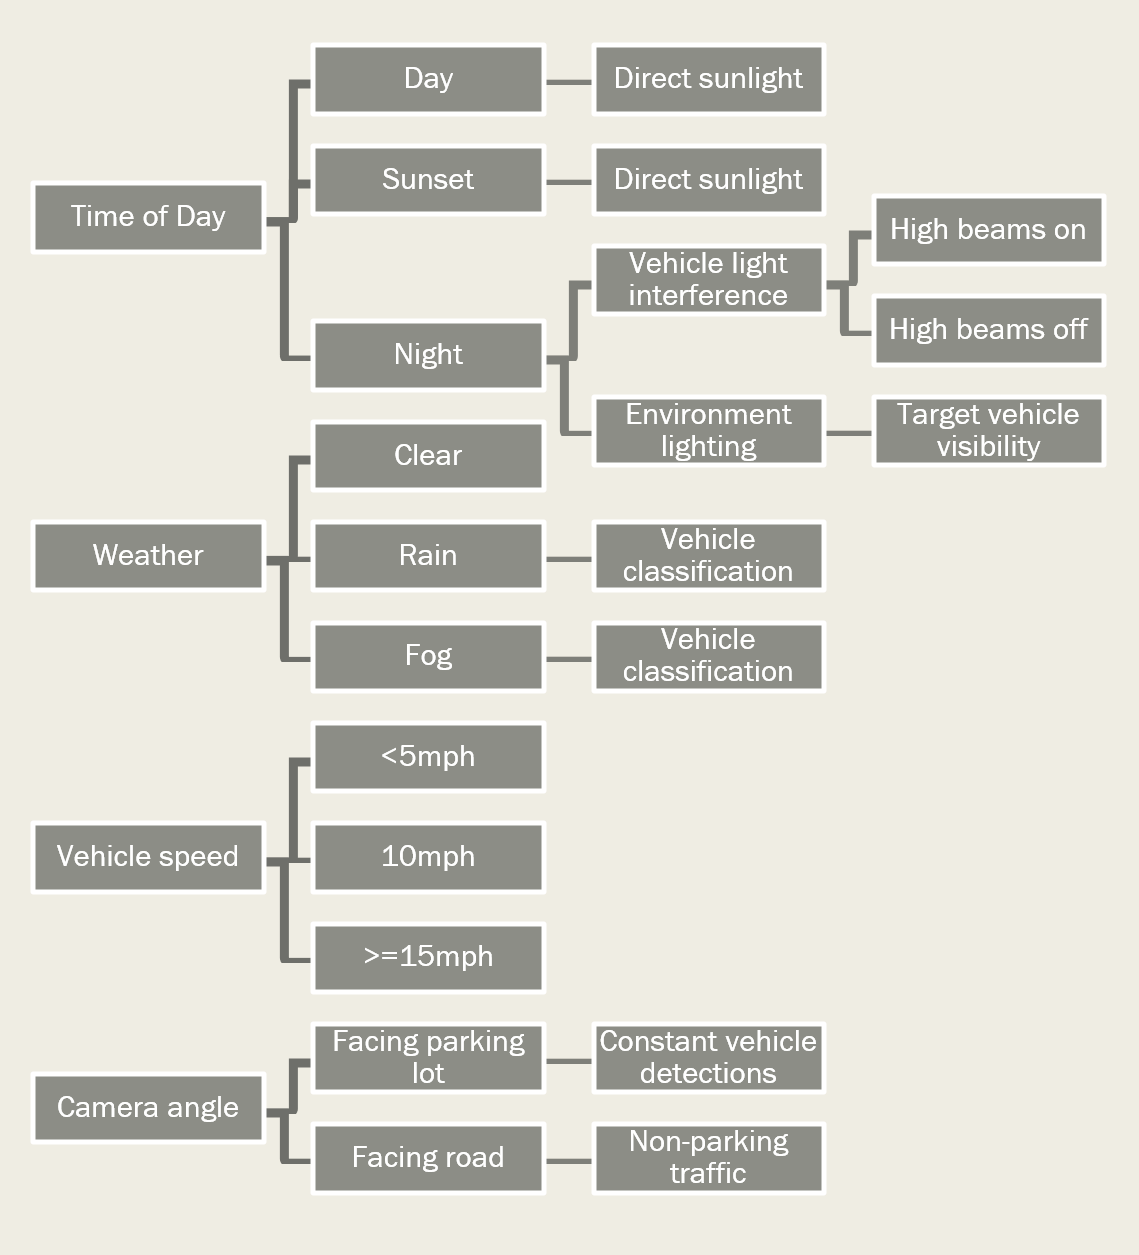 Time of Day
Day
Direct sunlight
Sunset
Direct sunlight
Night
Vehicle light
interference
High beams on
High beams off
Environment
lighting
Target vehicle
visibility
Weather
Clear
Rain
Vehicle
classification
Fog
Vehicle
classification
Vehicle speed
<5mph
10mph
>=15mph
Camera angle
Facing parking
lot
Constant vehicle
detections
Facing road
Non-parking
traffic